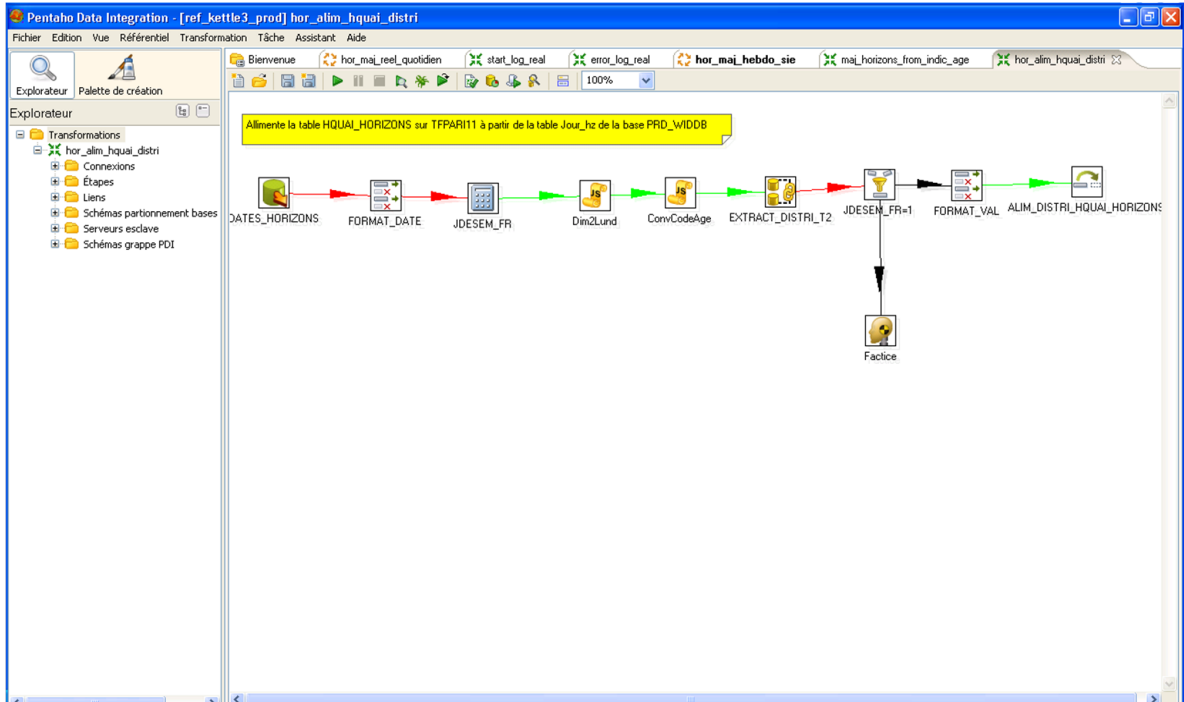 Pentaho Data Integration - [ref_kettle3_prod] hor_alim_hquai_distri
Fichier Edition Vue Référentiel Transformation Tâche Assistant Aide
Explorateur Palette de création
Bienvenue hor_maj_reel_quotidien start_log_real error_log_real hor_maj_hebdo_sie maj_horizons_from_indic_age hor_alim_hquai_distri
100%
Explorateur
Transformations
hor_alim_hquai_distri
Connexions
Étapes
Liens
Schémas partionnement bases
Serveurs esclave
Schémas grappe PDI
Allimente la table HQUAI_HORIZONS sur TFPARI11 à partir de la table Jour_hz de la base PRD_WIDDB
DATES_HORIZONS FORMAT_DATE JDESEM_FR Dim2Lund ConvCodeAge EXTRACT_DISTRI_T2 JDESEM_FR=1 FORMAT_VAL ALIM_DISTRI_HQUAI_HORIZONS
Factice